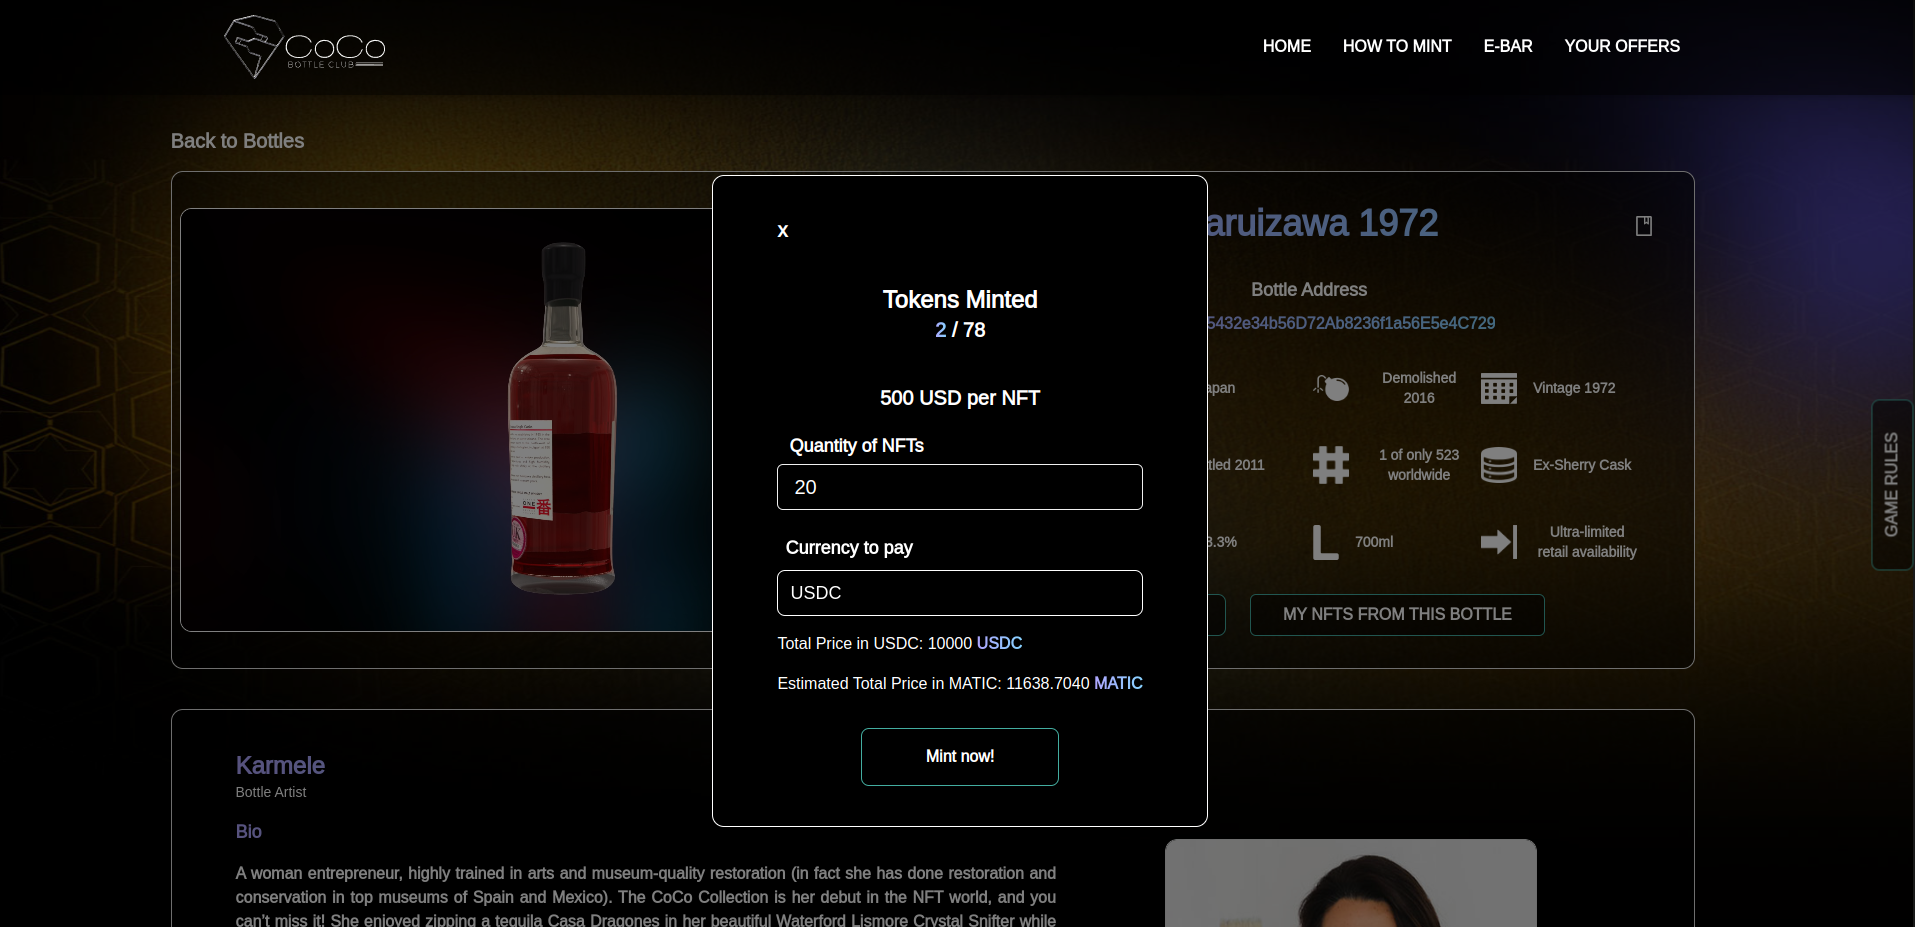 CoCo
BOTTLE CLUB
HOME
HOW TO MINT
E-BAR
YOUR OFFERS
Back to Bottles
aruizawa 1972
Bottle Address
5432e34b56D72Ab8236f1a56E5e4C729
apan
Demolished
2016
Vintage 1972
tled 2011
1 of only 523
worldwide
Ex-Sherry Cask
3.3%
700ml
Ultra-limited
retail availability
MY NFTS FROM THIS BOTTLE
GAME RULES
x
Tokens Minted
2 / 78
500 USD per NFT
Quantity of NFTs
20
Currency to pay
USDC
Total Price in USDC: 10000 USDC
Estimated Total Price in MATIC: 11638.7040 MATIC
Mint now!
Karmele
Bottle Artist
Bio
A woman entrepreneur, highly trained in arts and museum-quality restoration (in fact she has done restoration and
conservation in top museums of Spain and Mexico). The CoCo Collection is her debut in the NFT world, and you
can't miss it! She enjoyed zipping a tequila Casa Dragones in her beautiful Waterford Lismore Crystal Snifter while